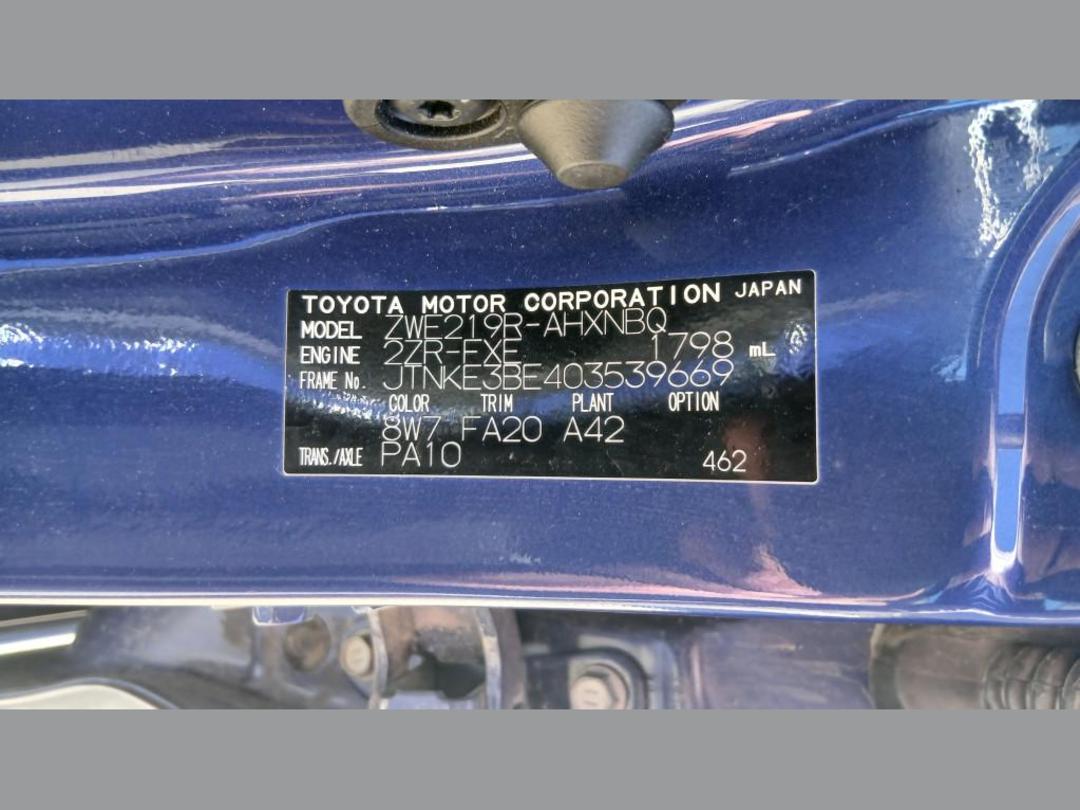 TOYOTA MOTOR CORPORATION JAPAN
MODEL ZWE219R-AHXNBQ
ENGINE 2ZR-FXE 1798 mL
FRAME No. JTNKE3BE403539669
COLOR TRIM PLANT OPTION
8W7 FA20 A42
TRANS./AXLE PA10 462